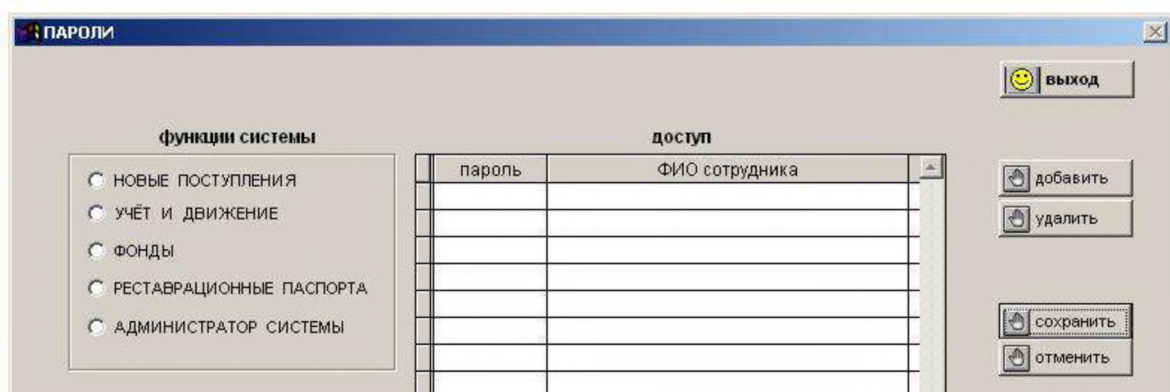 ПАРОЛИ
выход
функции системы
доступ
пароль ФИО сотрудника
НОВЫЕ ПОСТУПЛЕНИЯ
УЧЁТ И ДВИЖЕНИЕ
ФОНДЫ
РЕСТАВРАЦИОННЫЕ ПАСПОРТА
АДМИНИСТРАТОР СИСТЕМЫ
добавить
удалить
сохранить
отменить